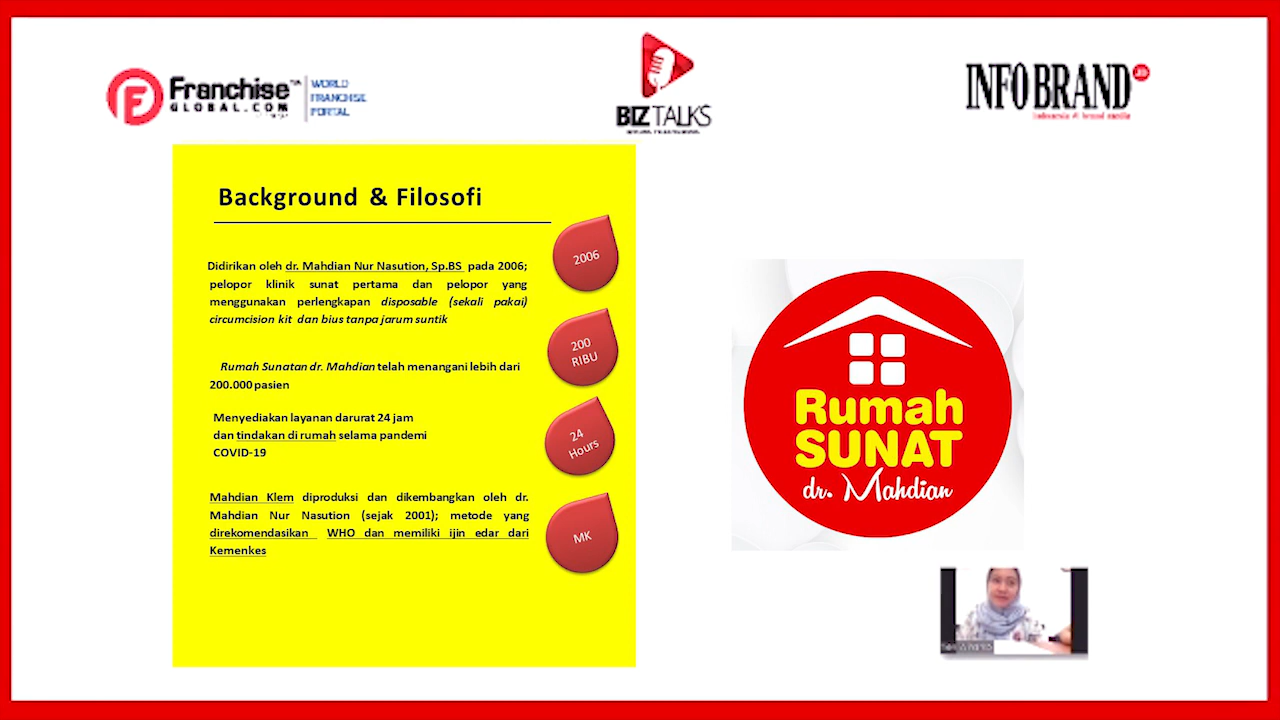 Franchise
GLOBAL.COM
WORLD
FRANCHISE
PORTAL
BIZTALKS
INFOBRAND
Background & Filosofi
Didirikan oleh dr. Mahdian Nur Nasution, Sp.BS pada 2006;
pelopor klinik sunat pertama dan pelopor yang
menggunakan perlengkapan disposable (sekali pakai)
circumcision kit dan bius tanpa jarum suntik
2006
Rumah Sunatan dr. Mahdian telah menangani lebih dari
200.000 pasien
200
RIBU
Menyediakan layanan darurat 24 jam
dan tindakan di rumah selama pandemi
COVID-19
24
Hours
Mahdian Klem diproduksi dan dikembangkan oleh dr.
Mahdian Nur Nasution (sejak 2001); metode yang
direkomendasikan WHO dan memiliki ijin edar dari
Kemenkes
MK
Rumah
SUNAT
dr. Mahdian